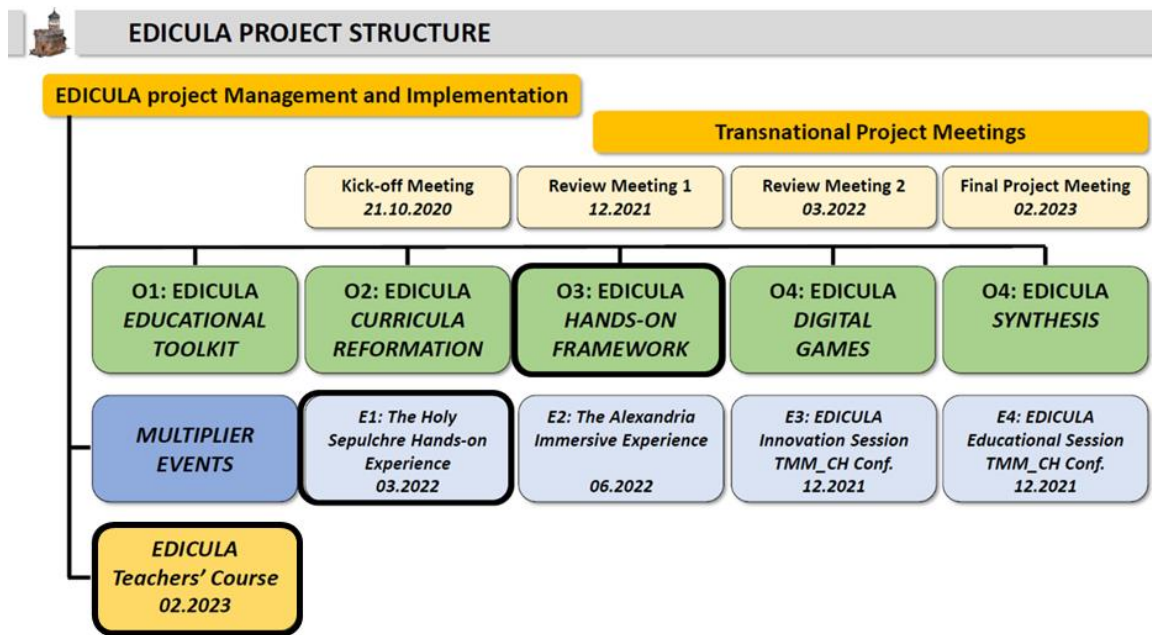 EDICULA PROJECT STRUCTURE
EDICULA project Management and Implementation
Transnational Project Meetings
Kick-off Meeting
21.10.2020
Review Meeting 1
12.2021
Review Meeting 2
03.2022
Final Project Meeting
02.2023
O1: EDICULA
EDUCATIONAL
TOOLKIT
O2: EDICULA
CURRICULA
REFORMATION
O3: EDICULA
HANDS-ON
FRAMEWORK
O4: EDICULA
DIGITAL
GAMES
O4: EDICULA
SYNTHESIS
MULTIPLIER
EVENTS
E1: The Holy
Sepulchre Hands-on
Experience
03.2022
E2: The Alexandria
Immersive Experience
06.2022
E3: EDICULA
Innovation Session
TMM_CH Conf.
12.2021
E4: EDICULA
Educational Session
TMM_CH Conf.
12.2021
EDICULA
Teachers’ Course
02.2023